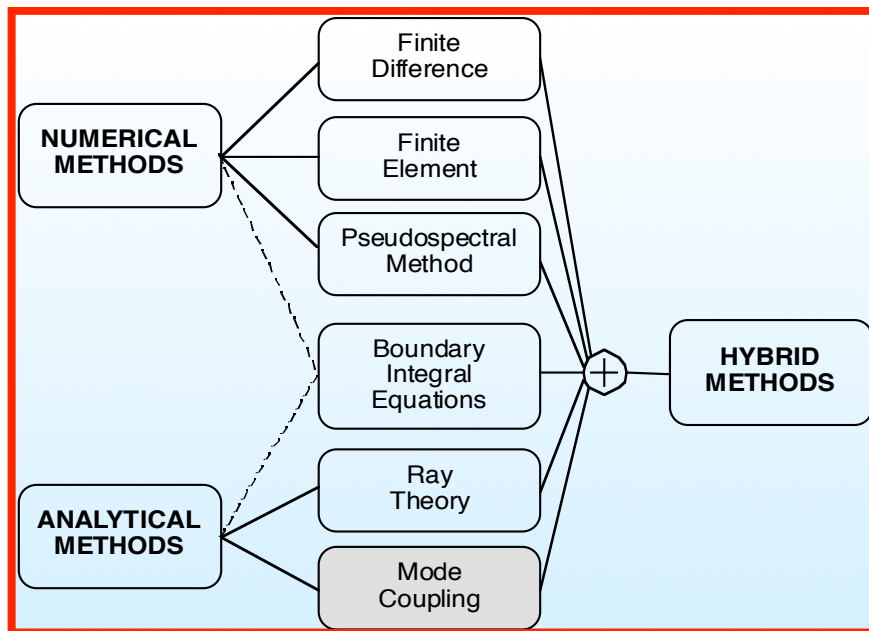 Finite
Difference
NUMERICAL
METHODS
Finite
Element
Pseudospectral
Method
Boundary
Integral
Equations
HYBRID
METHODS
Ray
Theory
ANALYTICAL
METHODS
Mode
Coupling